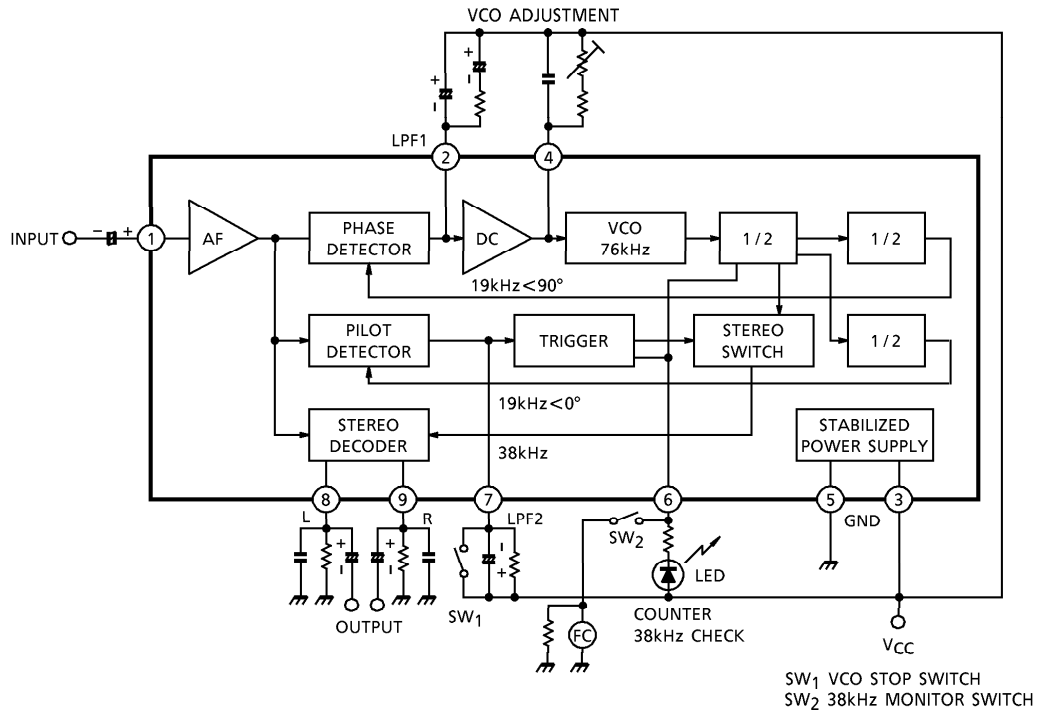 VCO ADJUSTMENT
+
−
+
−
LPF1
2
4
INPUT
− +
1
AF
PHASE
DETECTOR
DC
VCO
76kHz
1/2
1/2
19kHz<90°
PILOT
DETECTOR
TRIGGER
STEREO
SWITCH
1/2
19kHz<0°
STEREO
DECODER
38kHz
STABILIZED
POWER SUPPLY
8
9
7
6
5
3
L
R
LPF2
GND
+
−
+
−
−
+
SW2
LED
OUTPUT
SW1
FC
COUNTER
38kHz CHECK
VCC
SW1 VCO STOP SWITCH
SW2 38kHz MONITOR SWITCH